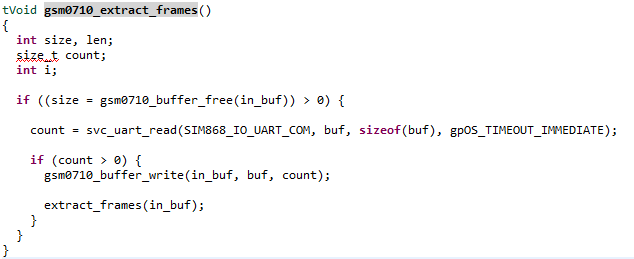 tVoid gsm0710_extract_frames()
{
  int size, len;
  size_t count;
  int i;

  if ((size = gsm0710_buffer_free(in_buf)) > 0) {

    count = svc_uart_read(SIM868_IO_UART_COM, buf, sizeof(buf), gpOS_TIMEOUT_IMMEDIATE);

    if (count > 0) {
      gsm0710_buffer_write(in_buf, buf, count);

      extract_frames(in_buf);
    }
  }
}